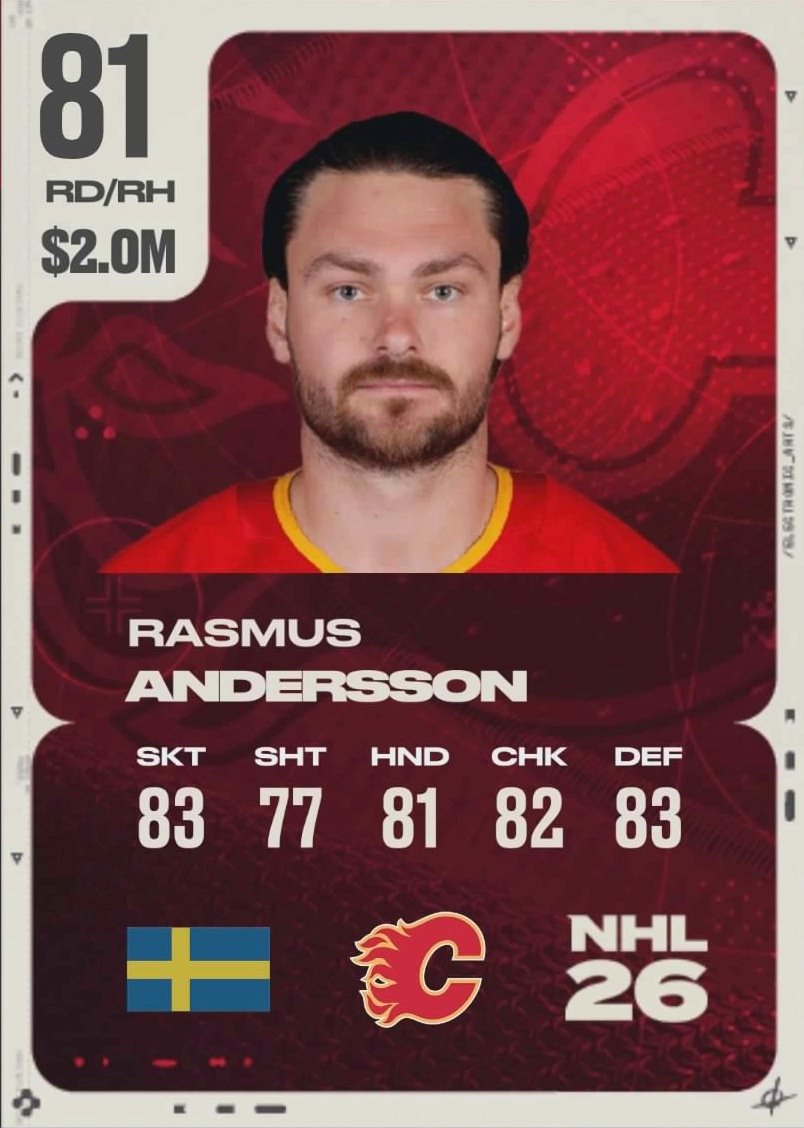 81
RD/RH
$2.0M
RASMUS
ANDERSSON
SKT SHT HND CHK DEF
83 77 81 82 83
NHL
26
/ELECTRONIC_ARTS/